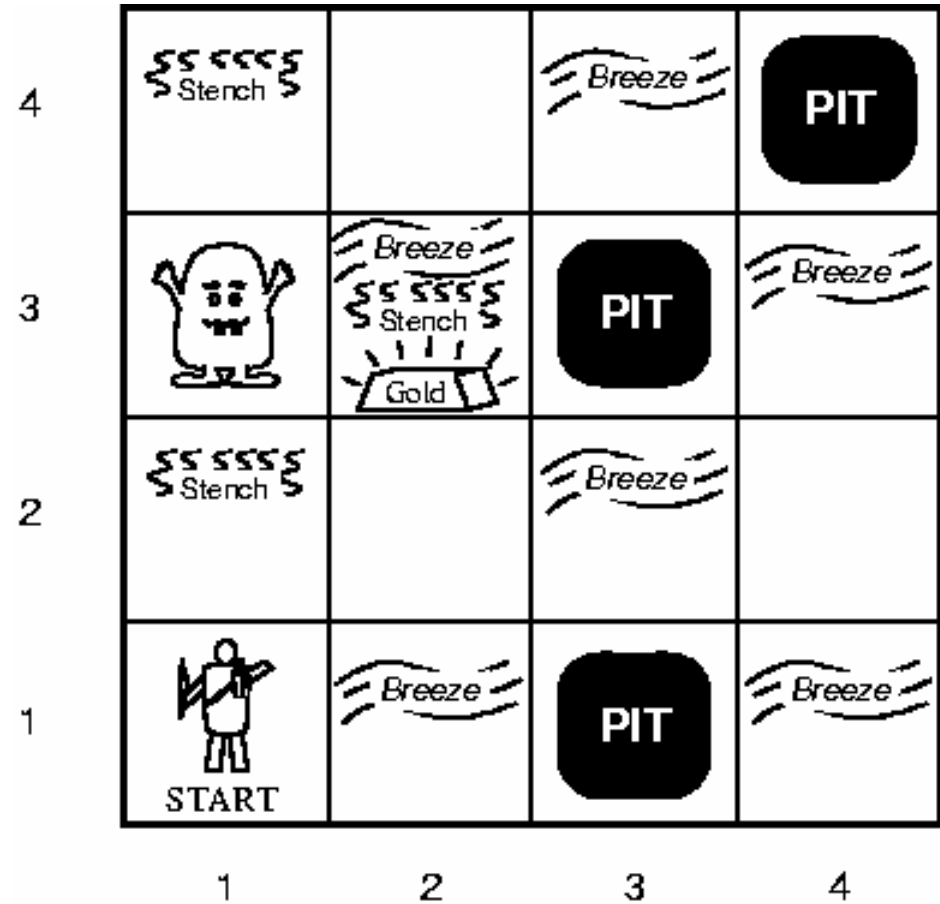 4 Stench Breeze PIT
3 Breeze Stench Gold PIT Breeze
2 Stench Breeze
1 START Breeze PIT Breeze
1 2 3 4